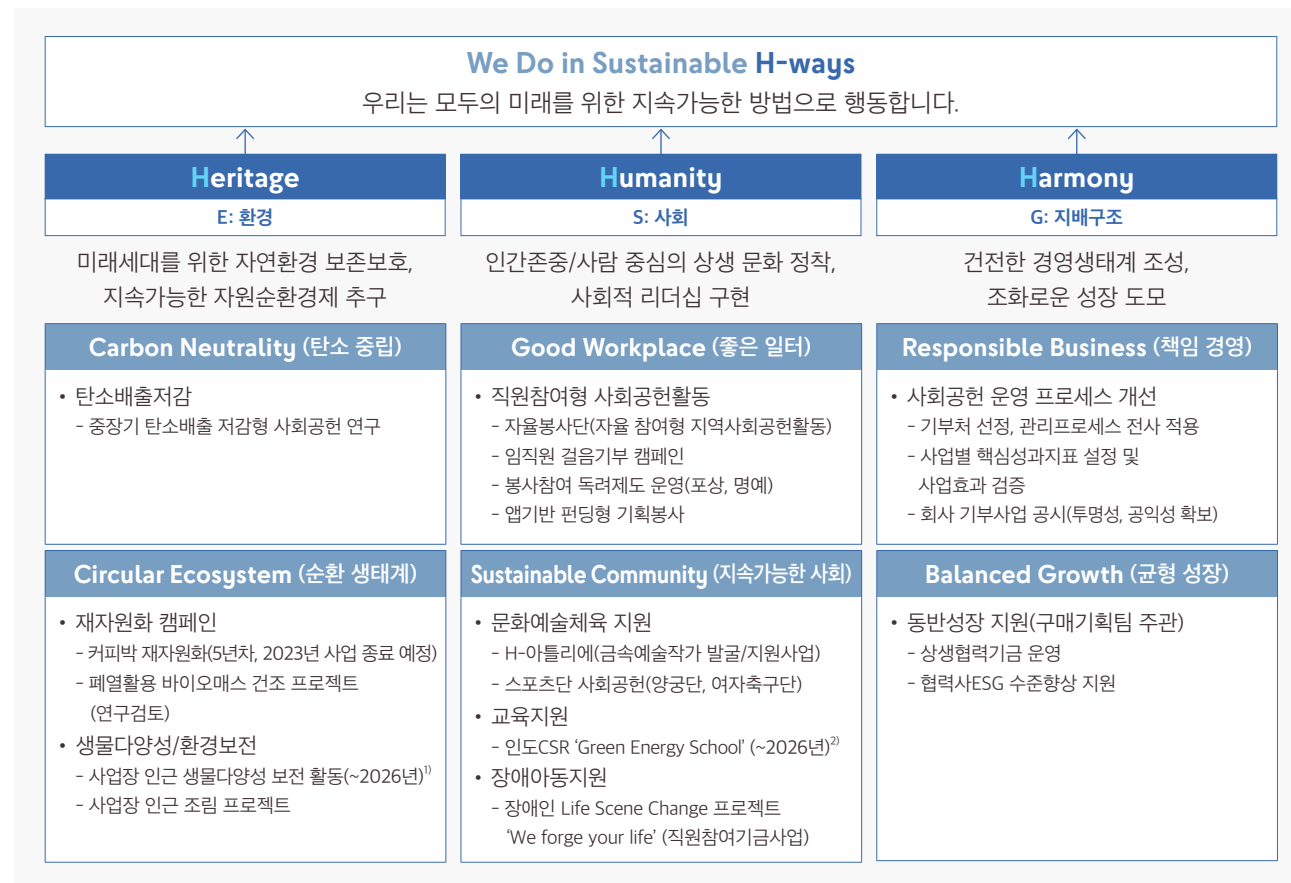 We Do in Sustainable H-ways
우리는 모두의 미래를 위한 지속가능한 방법으로 행동합니다.
Heritage
E: 환경
미래세대를 위한 자연환경 보존보호,
지속가능한 자원순환경제 추구
Carbon Neutrality (탄소 중립)
• 탄소배출저감
- 중장기 탄소배출 저감형 사회공헌 연구
Circular Ecosystem (순환 생태계)
• 재자원화 캠페인
- 커피박 재자원화(5년차, 2023년 사업 종료 예정)
- 폐열활용 바이오매스 건조 프로젝트
(연구검토)
• 생물다양성/환경보전
- 사업장 인근 생물다양성 보전 활동(~2026년)1)
- 사업장 인근 조림 프로젝트
Humanity
S: 사회
인간존중/사람 중심의 상생 문화 정착,
사회적 리더십 구현
Good Workplace (좋은 일터)
• 직원참여형 사회공헌활동
- 자율봉사단(자율 참여형 지역사회공헌활동)
- 임직원 걸음기부 캠페인
- 봉사참여 독려제도 운영(포상, 명예)
- 앱기반 펀딩형 기획봉사
Sustainable Community (지속가능한 사회)
• 문화예술체육 지원
- H-아틀리에(금속예술작가 발굴/지원사업)
- 스포츠단 사회공헌(양궁단, 여자축구단)
• 교육지원
- 인도CSR ‘Green Energy School’ (~2026년)2)
• 장애아동지원
- 장애인 Life Scene Change 프로젝트
‘We forge your life’ (직원참여기금사업)
Harmony
G: 지배구조
건전한 경영생태계 조성,
조화로운 성장 도모
Responsible Business (책임 경영)
• 사회공헌 운영 프로세스 개선
- 기부처 선정, 관리프로세스 전사 적용
- 사업별 핵심성과지표 설정 및
사업효과 검증
- 회사 기부사업 공시(투명성, 공익성 확보)
Balanced Growth (균형 성장)
• 동반성장 지원(구매기획팀 주관)
- 상생협력기금 운영
- 협력사ESG 수준향상 지원